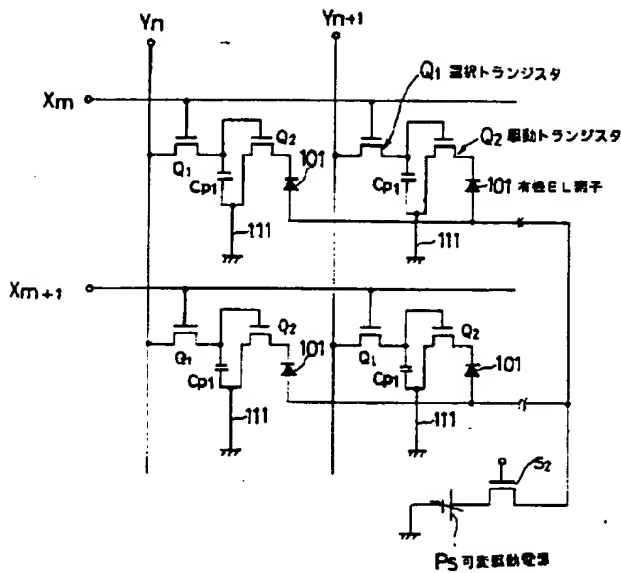 Yn
Yn+1
Xm
Q1 選択トランジスタ
Q2 駆動トランジスタ
Q1
Q2
101
Cp1
Q1
Cp1
101 有機EL素子
111
111
Xm+1
Q1
Q2
101
Cp1
Q1
Q2
101
Cp1
111
111
S2
Ps 可変駆動電源